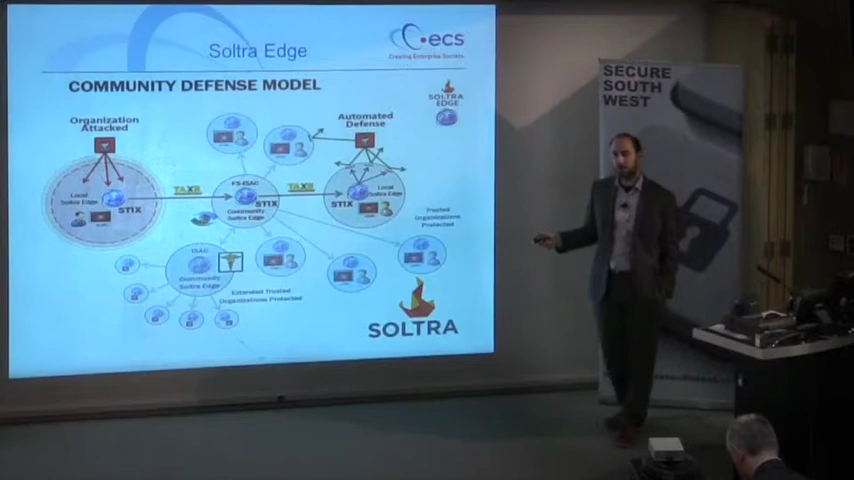 Soltra Edge
ecs
Creating Enterprise Security
COMMUNITY DEFENSE MODEL
SOLTRA
EDGE
Organization
Attacked
Automated
Defense
Local
Soltra Edge
STIX
TAXII
FS-ISAC
STIX
Community
Soltra Edge
TAXII
STIX
Local
Soltra Edge
Trusted
Organizations
Protected
ISAC
Community
Soltra Edge
Extended Trusted
Organizations Protected
SOLTRA
SECURE
SOUTH
WEST